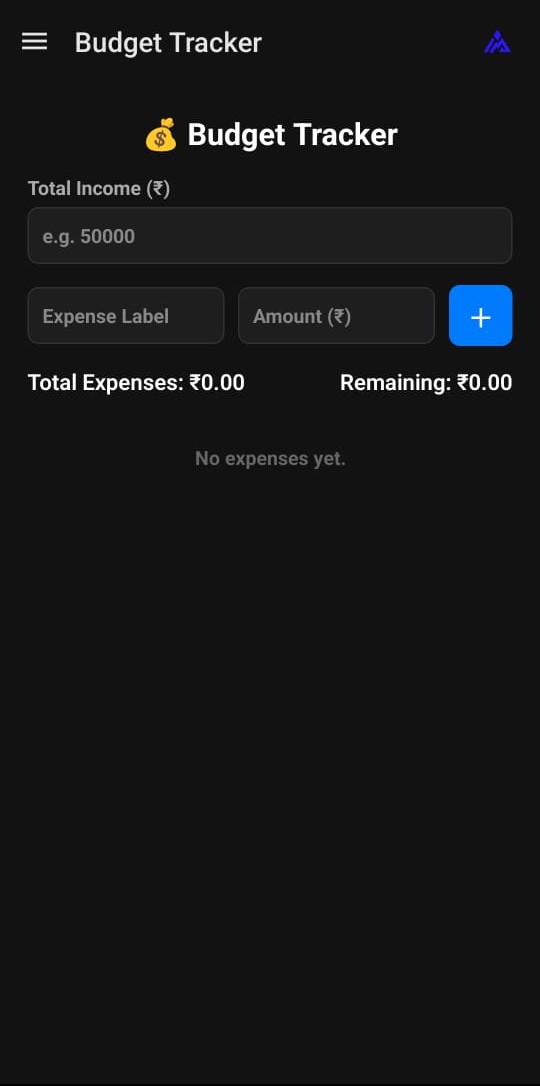 Budget Tracker
💰 Budget Tracker
Total Income (₹)
e.g. 50000
Expense Label
Amount (₹)
+
Total Expenses: ₹0.00
Remaining: ₹0.00
No expenses yet.